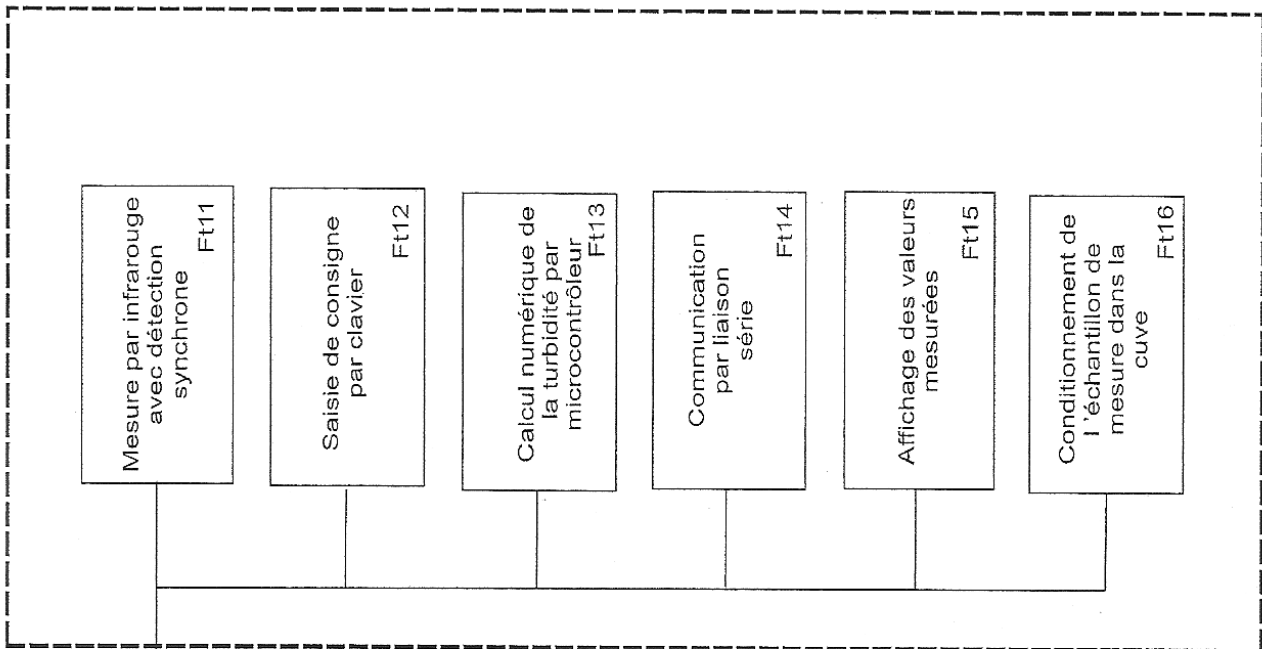 Mesure par infrarouge
avec détection
synchrone
Ft11
Saisie de consigne
par clavier
Ft12
Calcul numérique de
la turbidité par
microcontrôleur
Ft13
Communication
par liaison
série
Ft14
Affichage des valeurs
mesurées
Ft15
Conditionnement de
l 'échantillon de
mesure dans la
cuve
Ft16